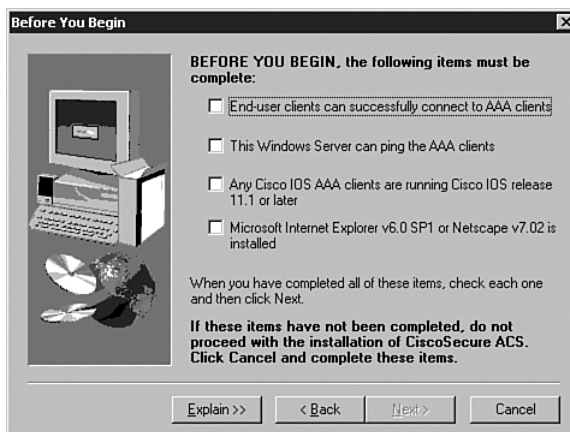 Before You Begin
BEFORE YOU BEGIN, the following items must be
complete:
End-user clients can successfully connect to AAA clients
This Windows Server can ping the AAA clients
Any Cisco IOS AAA clients are running Cisco IOS release
11.1 or later
Microsoft Internet Explorer v6.0 SP1 or Netscape v7.02 is
installed
When you have completed all of these items, check each one
and then click Next.
If these items have not been completed, do not
proceed with the installation of CiscoSecure ACS.
Click Cancel and complete these items.
Explain >>
< Back
Next >
Cancel